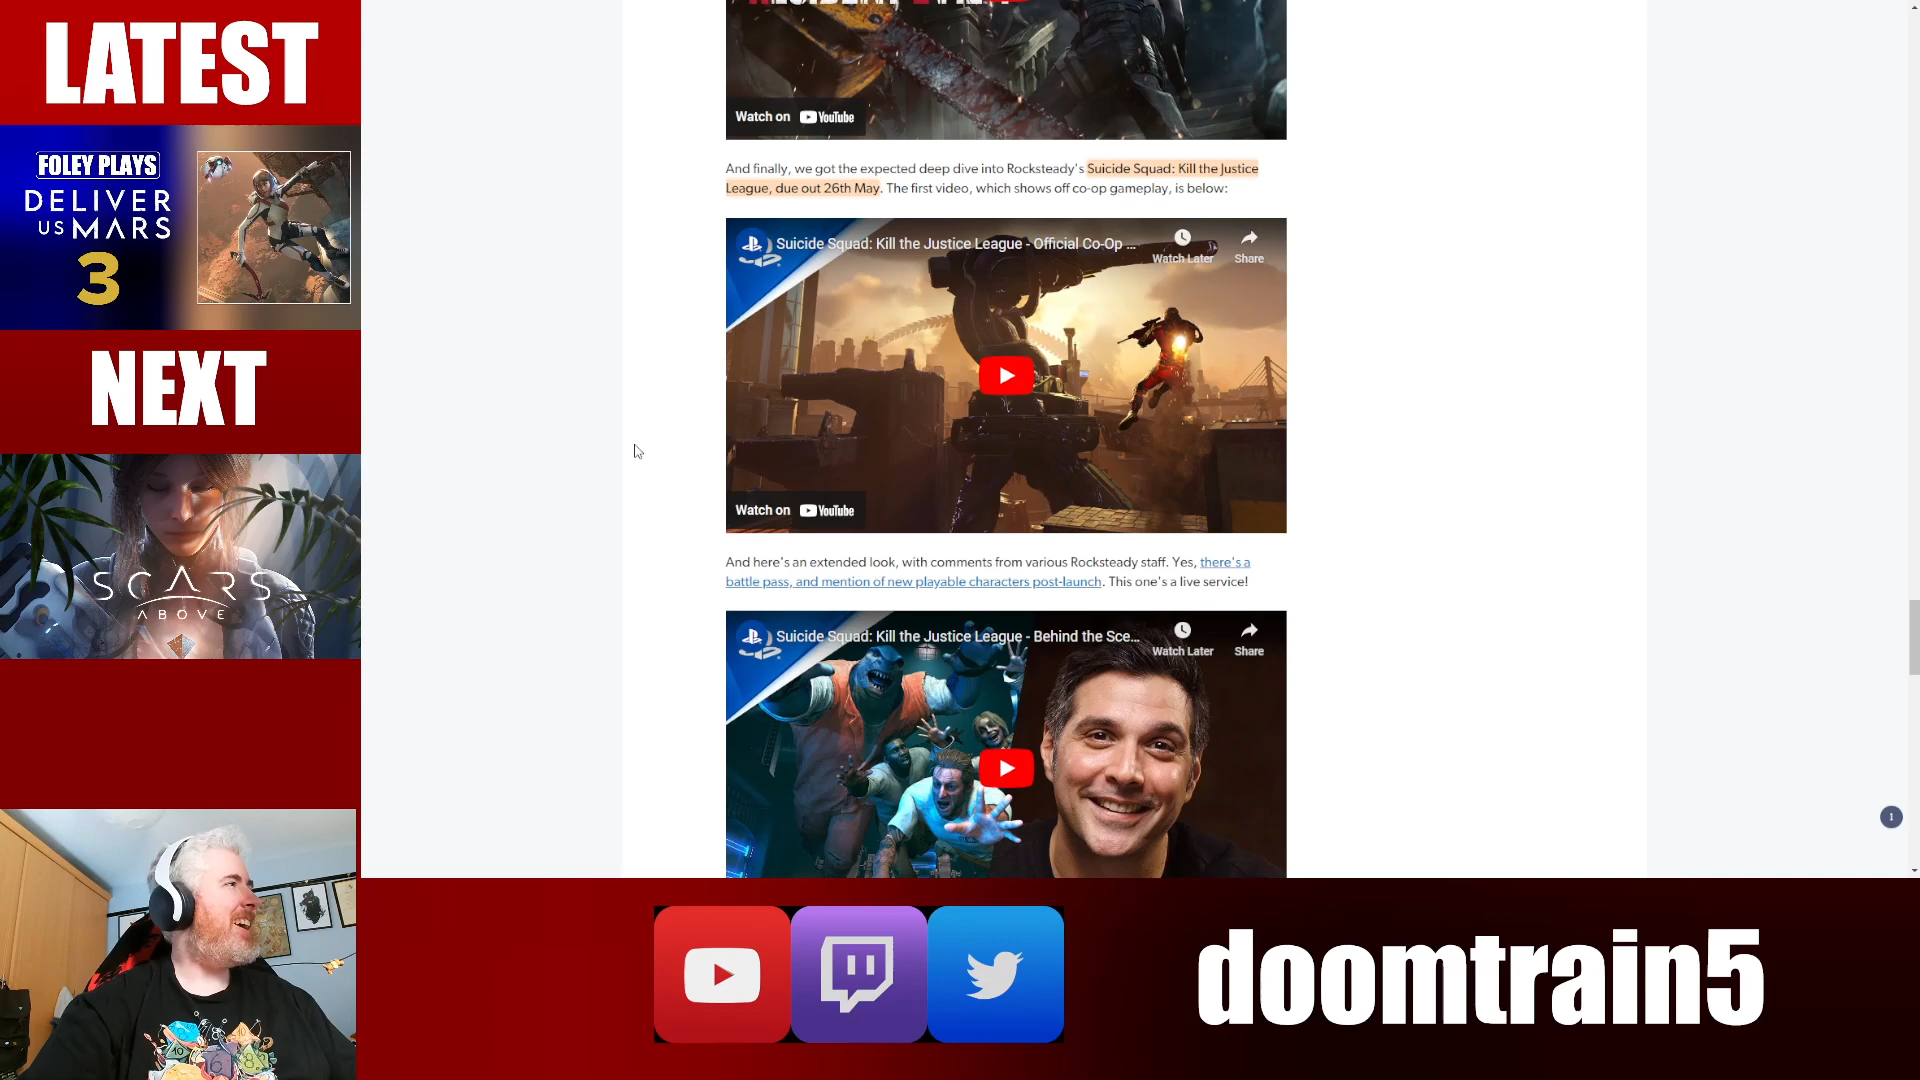 LATEST
FOLEY PLAYS
DELIVER
US MARS
3
NEXT
SCARS
ABOVE
Watch on YouTube
And finally, we got the expected deep dive into Rocksteady's Suicide Squad: Kill the Justice
League, due out 26th May. The first video, which shows off co-op gameplay, is below:
Suicide Squad: Kill the Justice League - Official Co-Op ...
Watch Later
Share
Watch on YouTube
And here's an extended look, with comments from various Rocksteady staff. Yes, there's a
battle pass, and mention of new playable characters post-launch. This one's a live service!
Suicide Squad: Kill the Justice League - Behind the Sce...
Watch Later
Share
1
doomtrain5